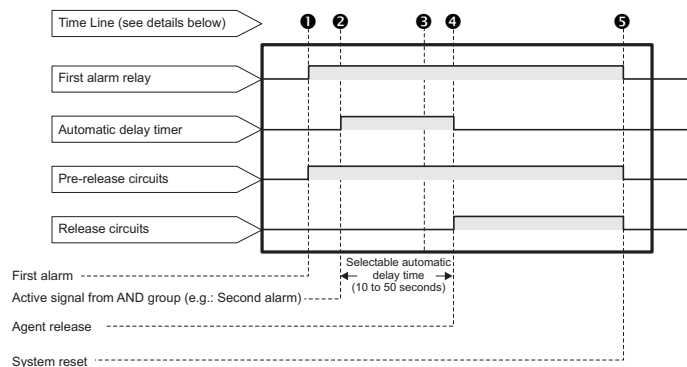 Time Line (see details below)
❶ ❷ ❸ ❹ ❺
First alarm relay
Automatic delay timer
Pre-release circuits
Release circuits
Selectable automatic
delay time
(10 to 50 seconds)
First alarm
Active signal from AND group (e.g.: Second alarm)
Agent release
System reset